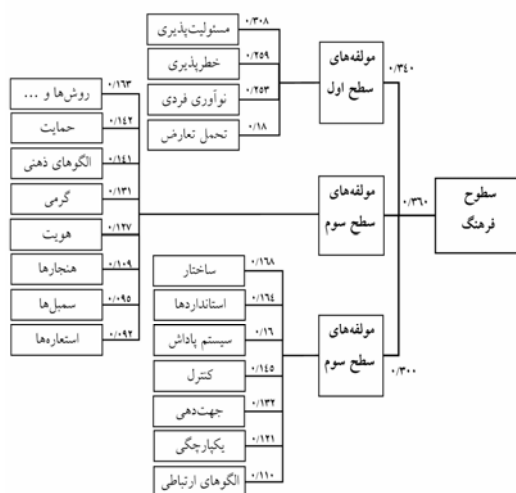 سطوح
فرهنگ
۰/۳۴۰
مولفه‌های
سطح اول
۰/۳۰۸
مسئولیت‌پذیری
۰/۲۵۹
خطرپذیری
۰/۲۵۳
نوآوری فردی
۰/۱۸
تحمل تعارض
۰/۳۶۰
مولفه‌های
سطح سوم
۰/۱۶۳
روش‌ها و ...
۰/۱۴۲
حمایت
۰/۱۴۱
الگوهای ذهنی
۰/۱۳۱
گرمی
۰/۱۲۷
هویت
۰/۱۰۹
هنجارها
۰/۰۹۵
سمبل‌ها
۰/۰۹۲
استعاره‌ها
۰/۳۰۰
مولفه‌های
سطح سوم
۰/۱۶۸
ساختار
۰/۱۶۴
استانداردها
۰/۱۶
سیستم پاداش
۰/۱۴۵
کنترل
۰/۱۳۲
جهت‌دهی
۰/۱۲۱
یکپارچگی
۰/۱۱۰
الگوهای ارتباطی